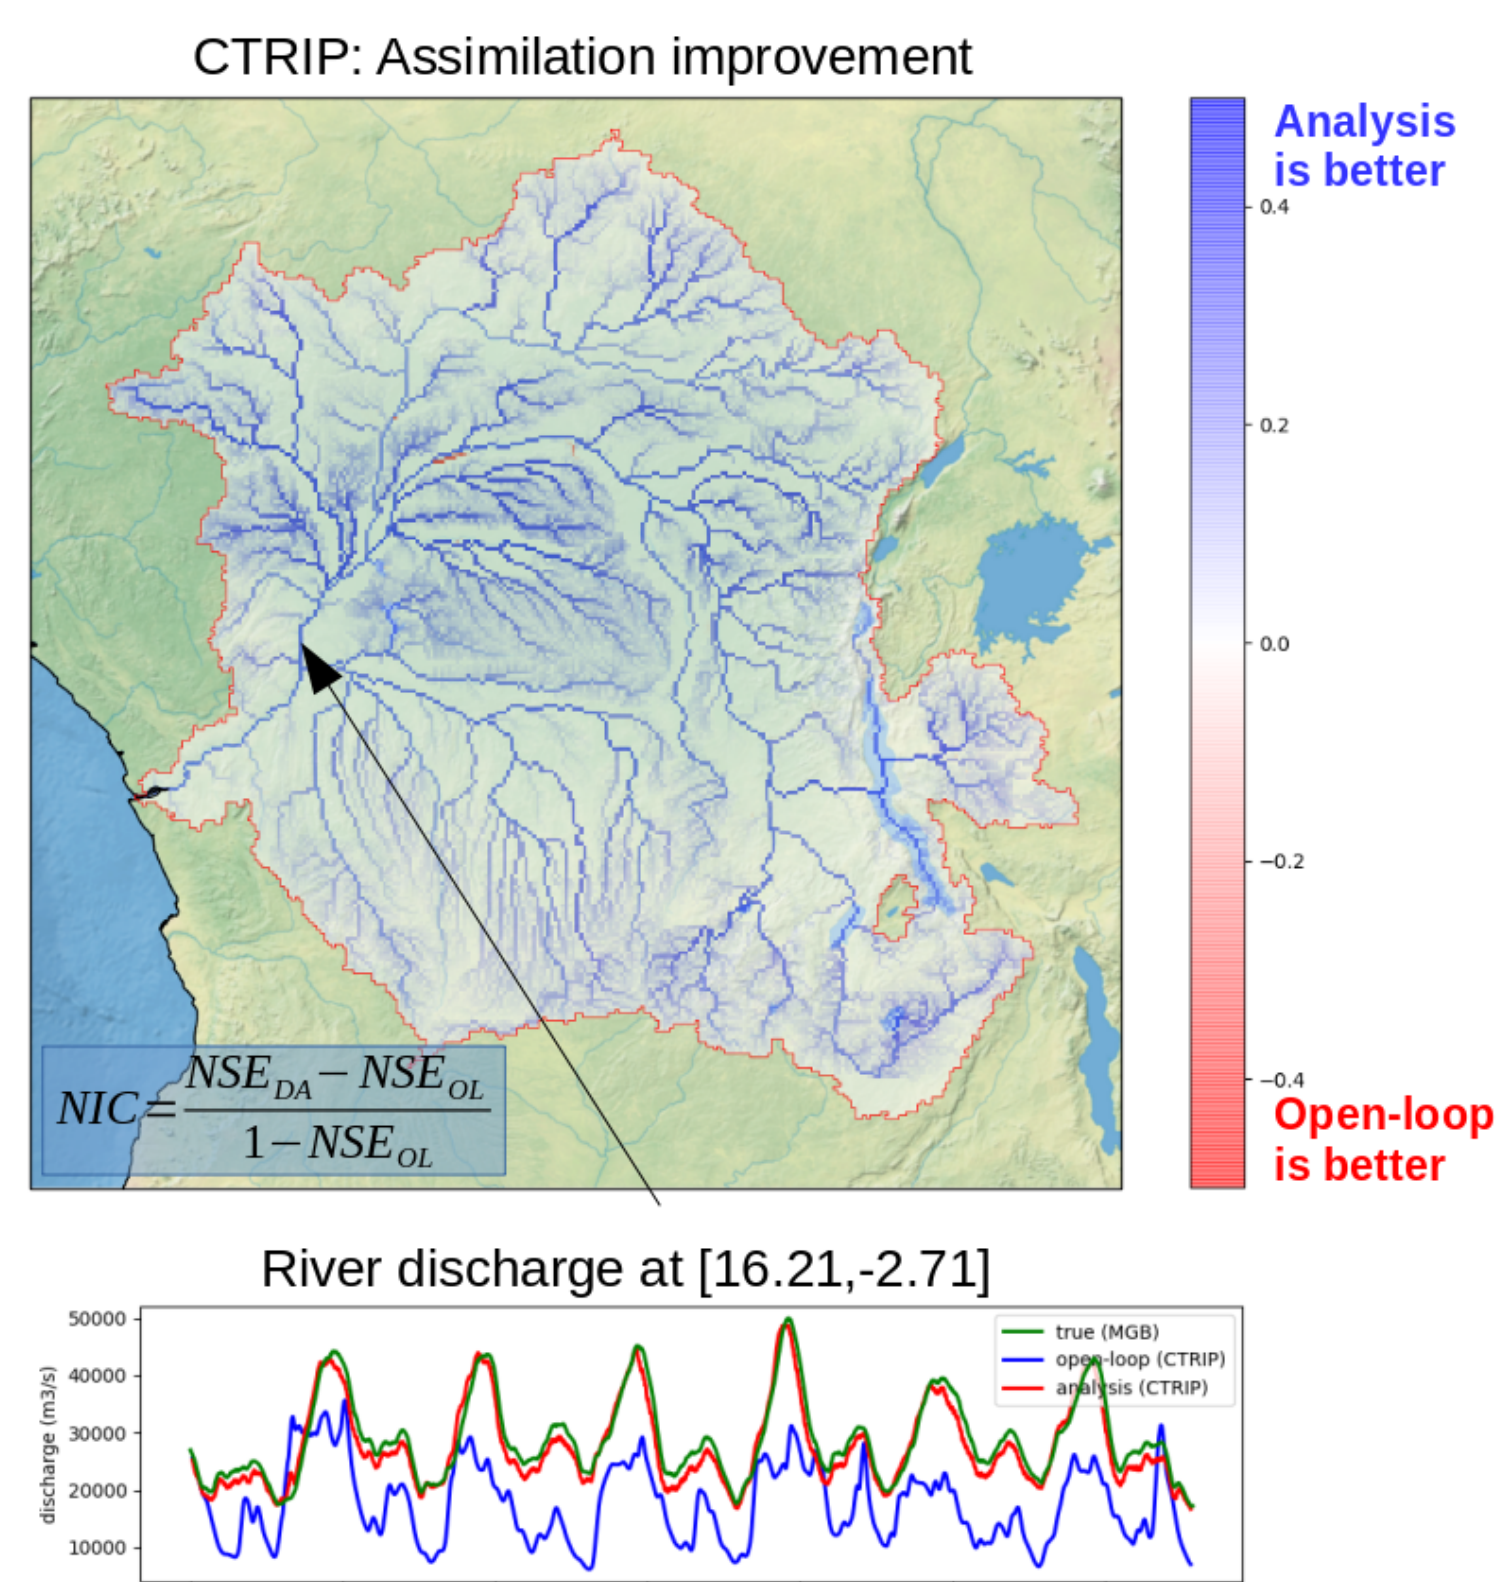 CTRIP: Assimilation improvement
Analysis
is better
0.4
0.2
0.0
−0.2
−0.4
Open-loop
is better
NIC = NSE_DA − NSE_OL
1 − NSE_OL
River discharge at [16.21,-2.71]
discharge (m3/s)
50000
40000
30000
20000
10000
true (MGB)
open-loop (CTRIP)
analysis (CTRIP)